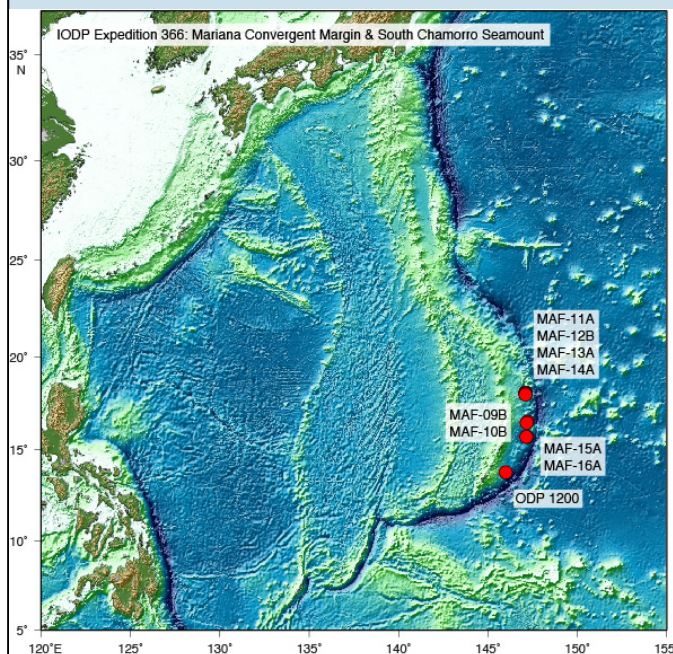 IODP Expedition 366: Mariana Convergent Margin & South Chamorro Seamount
35°
N
30°
25°
20°
15°
10°
5°
MAF-11A
MAF-12B
MAF-13A
MAF-14A
MAF-09B
MAF-10B
MAF-15A
MAF-16A
ODP 1200
120°E
125°
130°
135°
140°
145°
150°
155